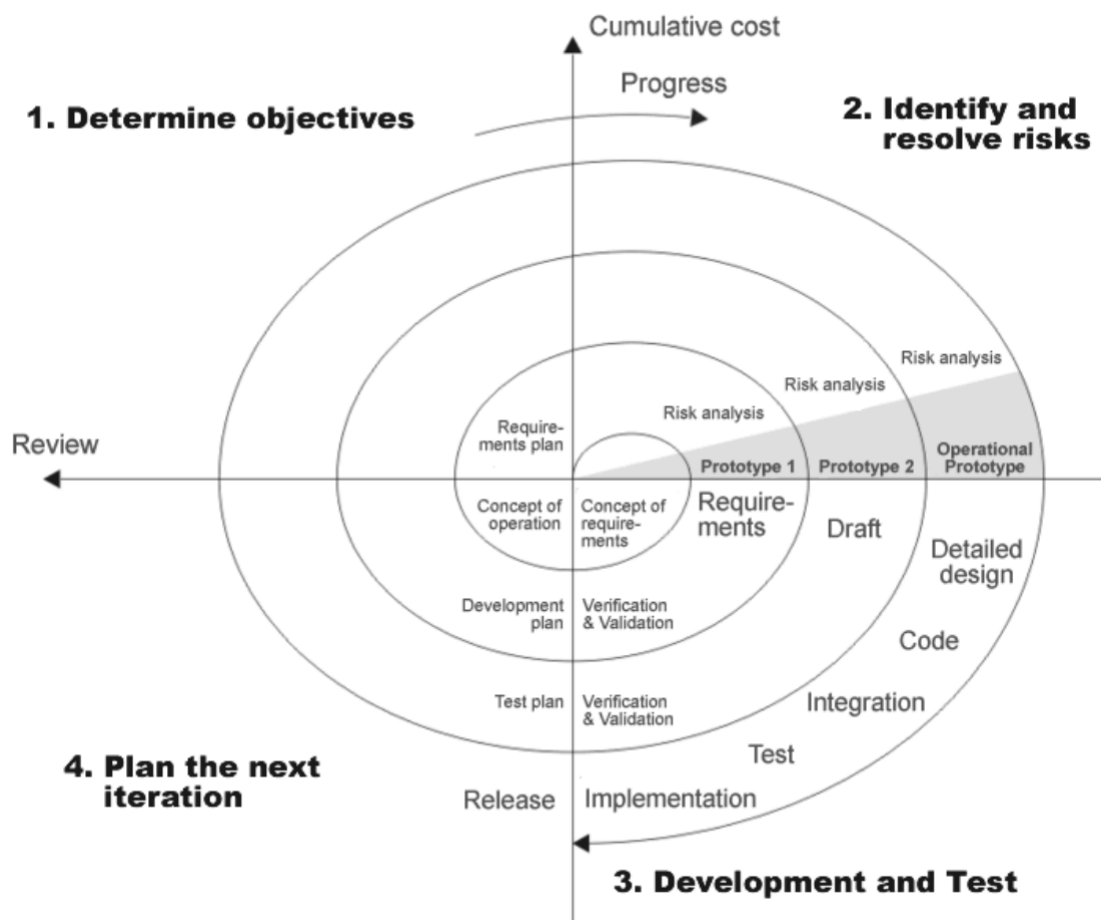 Cumulative cost
Progress
1. Determine objectives
2. Identify and
resolve risks
Risk analysis
Risk analysis
Risk analysis
Require-
ments plan
Review
Operational
Prototype
Prototype 1
Prototype 2
Concept of
operation
Concept of
require-
ments
Require-
ments
Draft
Detailed
design
Development
plan
Verification
& Validation
Code
Test plan
Verification
& Validation
Integration
Test
4. Plan the next
iteration
Release
Implementation
3. Development and Test